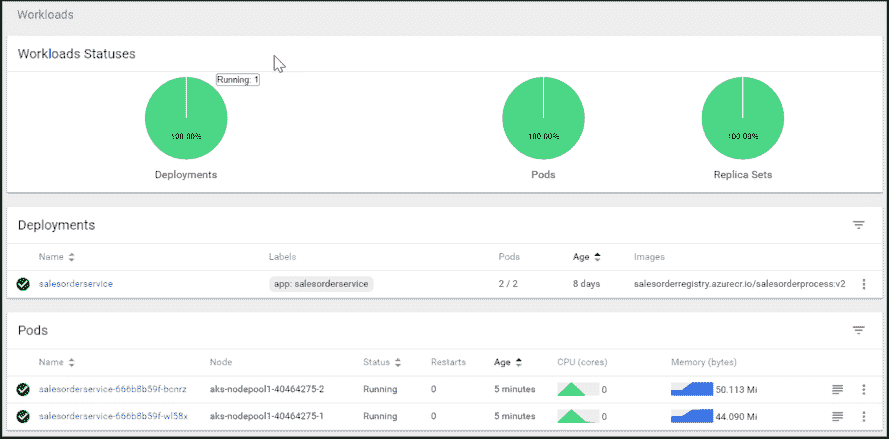 Workloads
Workloads Statuses
Running: 1
100.00% 100.00% 100.00%
Deployments Pods Replica Sets
Deployments
Name Labels Pods Age Images
salesorderservice app: salesorderservice 2 / 2 8 days salesorderregistry.azurecr.io/salesorderprocess:v2
Pods
Name Node Status Restarts Age CPU (cores) Memory (bytes)
salesorderservice-666b8b59f-bcnrz aks-nodepool1-40464275-2 Running 0 5 minutes 0 50.113 Mi
salesorderservice-666b8b59f-wl58x aks-nodepool1-40464275-1 Running 0 5 minutes 0 44.090 Mi